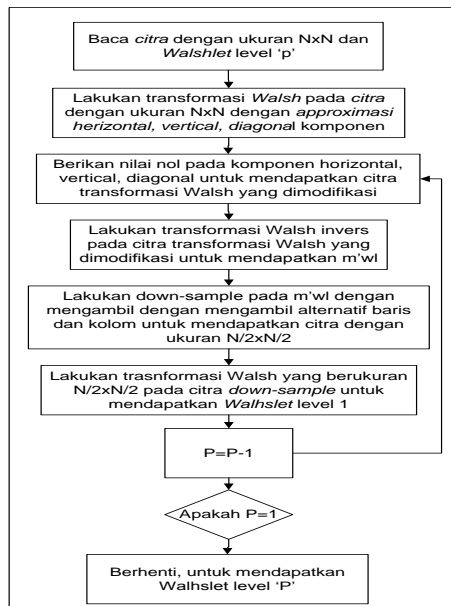 Baca citra dengan ukuran NxN dan
Walshlet level 'p'
Lakukan transformasi Walsh pada citra
dengan ukuran NxN dengan approximasi
herizontal, vertical, diagonal komponen
Berikan nilai nol pada komponen horizontal,
vertical, diagonal untuk mendapatkan citra
transformasi Walsh yang dimodifikasi
Lakukan transformasi Walsh invers
pada citra transformasi Walsh yang
dimodifikasi untuk mendapatkan m'wl
Lakukan down-sample pada m'wl dengan
mengambil dengan mengambil alternatif baris
dan kolom untuk mendapatkan citra dengan
ukuran N/2xN/2
Lakukan trasnformasi Walsh yang berukuran
N/2xN/2 pada citra down-sample untuk
mendapatkan Walhslet level 1
P=P-1
Apakah P=1
Berhenti, untuk mendapatkan
Walhslet level 'P'